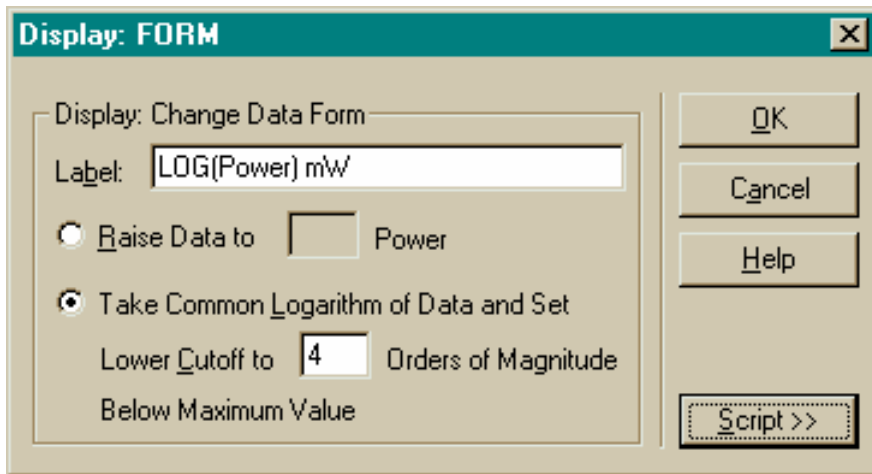 Display: FORM
Display: Change Data Form
Label: LOG(Power) mW
Raise Data to Power
Take Common Logarithm of Data and Set
Lower Cutoff to 4 Orders of Magnitude
Below Maximum Value
OK
Cancel
Help
Script >>